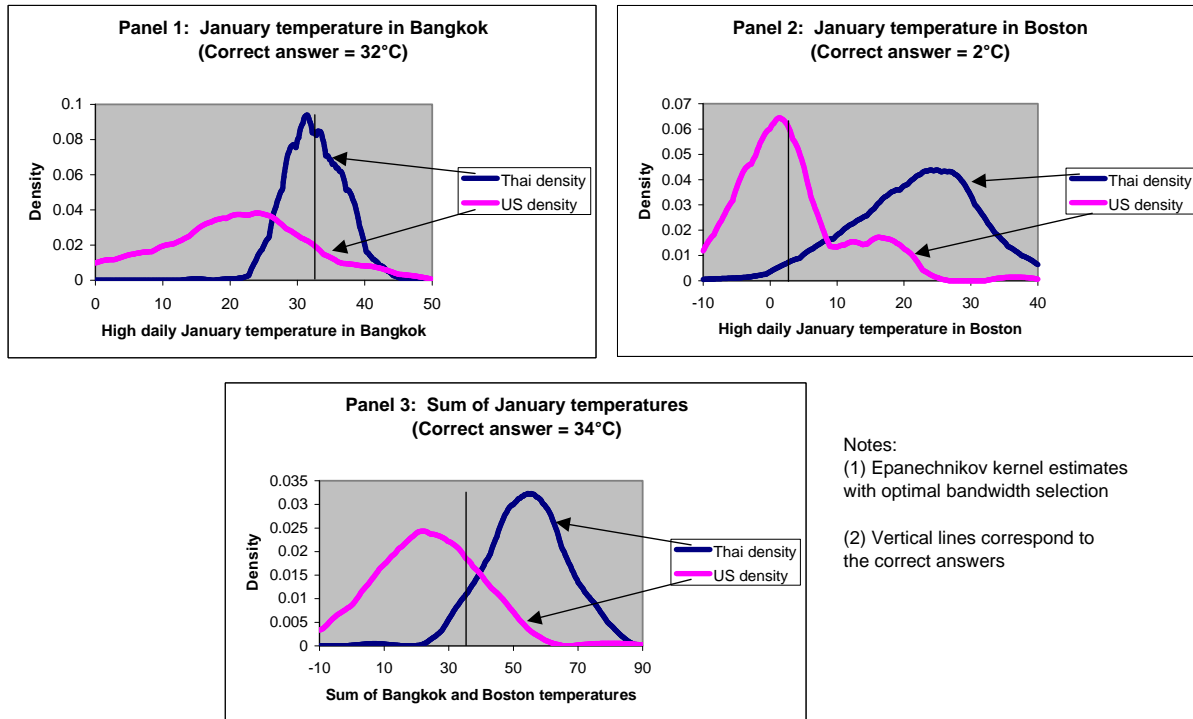 Panel 1: January temperature in Bangkok
(Correct answer = 32°C)
0.1
0.08
0.06
0.04
0.02
0
Density
0 10 20 30 40 50
High daily January temperature in Bangkok
Thai density
US density
Panel 2: January temperature in Boston
(Correct answer = 2°C)
0.07
0.06
0.05
0.04
0.03
0.02
0.01
0
Density
-10 0 10 20 30 40
High daily January temperature in Boston
Thai density
US density
Panel 3: Sum of January temperatures
(Correct answer = 34°C)
0.035
0.03
0.025
0.02
0.015
0.01
0.005
0
Density
-10 10 30 50 70 90
Sum of Bangkok and Boston temperatures
Thai density
US density
Notes:
(1) Epanechnikov kernel estimates
with optimal bandwidth selection
(2) Vertical lines correspond to
the correct answers